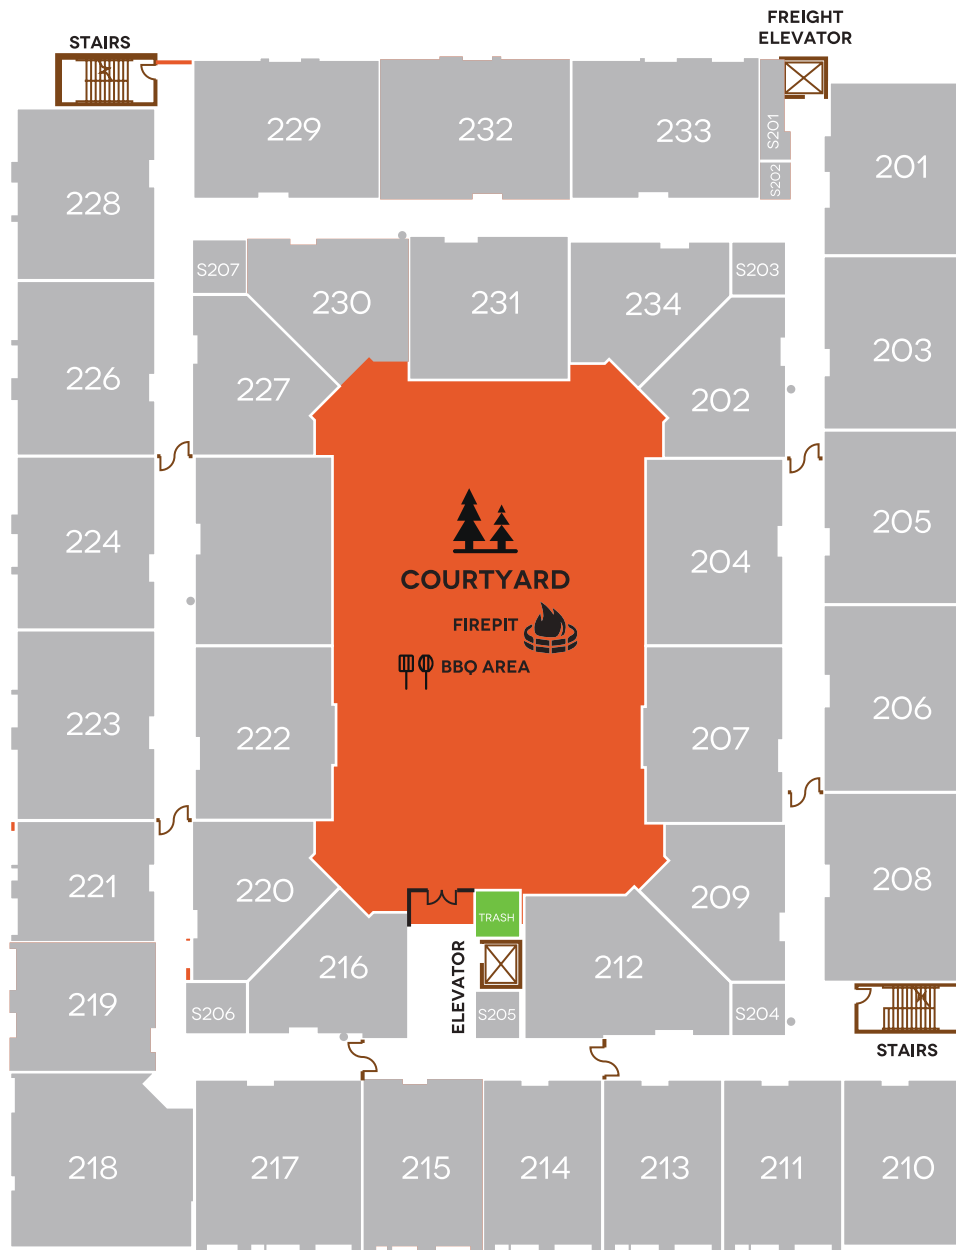 FREIGHT
ELEVATOR
STAIRS
229
232
233
S201
S202
201
228
S207
230
231
234
S203
203
226
227
202
224
204
205
COURTYARD
FIREPIT
BBQ AREA
223
222
207
206
221
220
209
208
TRASH
219
216
ELEVATOR
212
S206
S205
S204
STAIRS
218
217
215
214
213
211
210